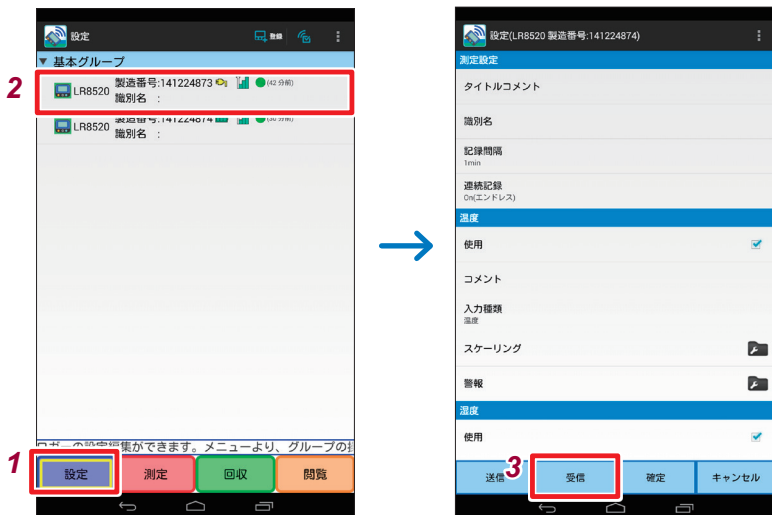 設定
登録
▼ 基本グループ
2
LR8520
製造番号:141224873
(42 分前)
識別名 :
LR8520
製造番号:141224874
識別名 :
ロガーの設定編集ができます。メニューより、グループの
1
設定
測定
回収
閲覧
設定(LR8520 製造番号:141224874)
測定設定
タイトルコメント
識別名
記録間隔
1min
連続記録
On(エンドレス)
温度
使用
コメント
入力種類
温度
スケーリング
警報
湿度
使用
送信
3
受信
確定
キャンセル